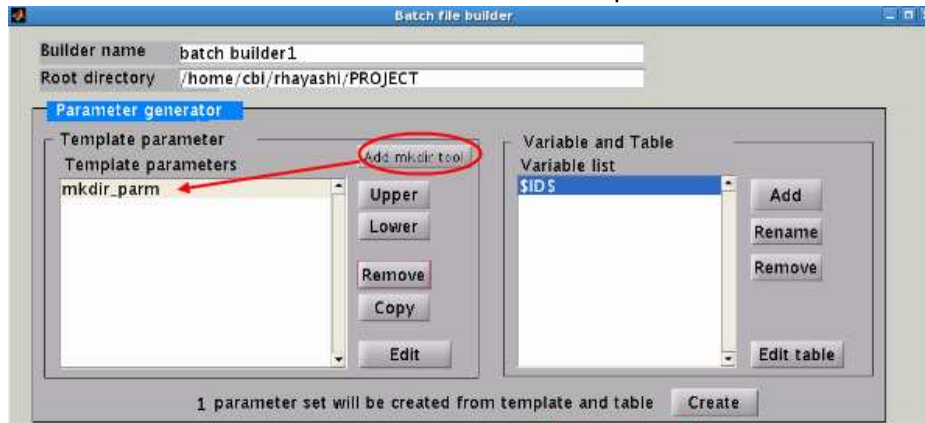 Batch file builder
Builder name batch builder1
Root directory /home/cbi/rhayashi/PROJECT
Parameter generator
Template parameter
Template parameters
Add mkdir tool
mkdir_parm
Upper
Lower
Remove
Copy
Edit
Variable and Table
Variable list
$ID$
Add
Rename
Remove
Edit table
1 parameter set will be created from template and table Create